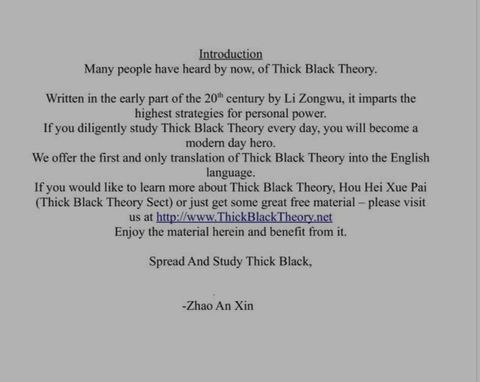 Introduction
Many people have heard by now, of Thick Black Theory.
Written in the early part of the 20th century by Li Zongwu, it imparts the
highest strategies for personal power.
If you diligently study Thick Black Theory every day, you will become a
modern day hero.
We offer the first and only translation of Thick Black Theory into the English
language.
If you would like to learn more about Thick Black Theory, Hou Hei Xue Pai
(Thick Black Theory Sect) or just get some great free material – please visit
us at http://www.ThickBlackTheory.net
Enjoy the material herein and benefit from it.
Spread And Study Thick Black,
-Zhao An Xin